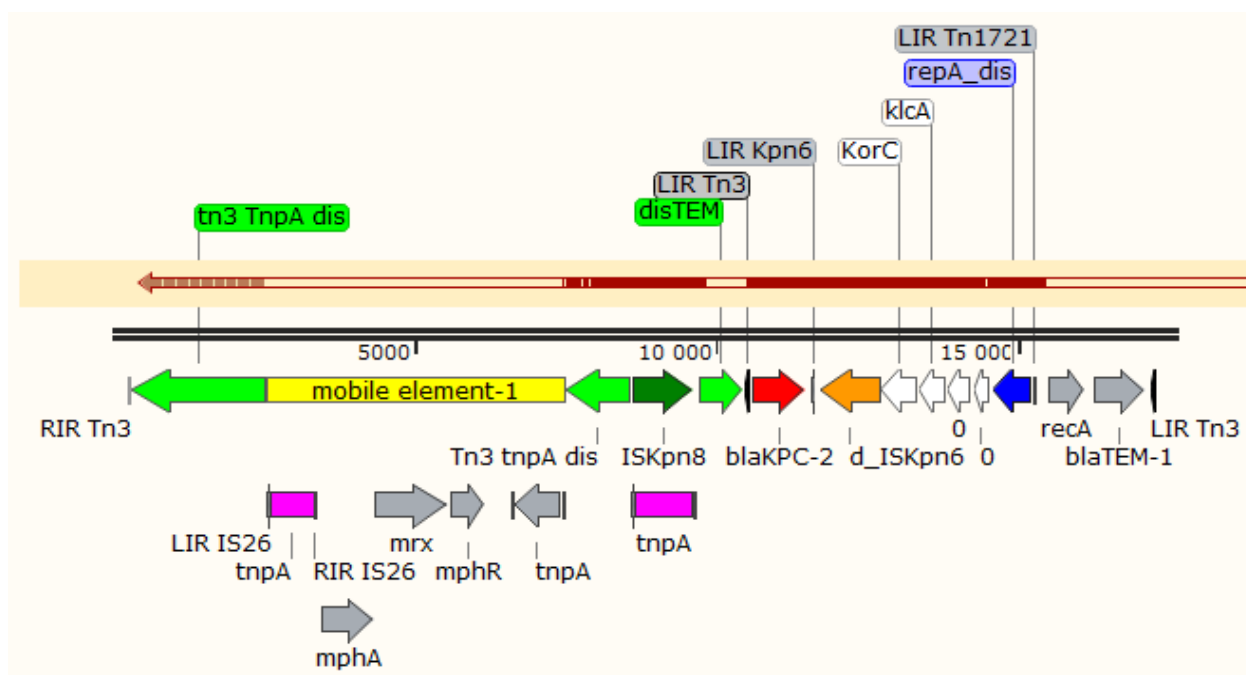 LIR Tn1721
repA_dis
klcA
LIR Kpn6 KorC
LIR Tn3
tn3 TnpA dis disTEM
5000 10 000 15 000
mobile element-1
RIR Tn3 0 recA LIR Tn3
Tn3 tnpA dis ISKpn8 blaKPC-2 d_ISKpn6 0 blaTEM-1
LIR IS26 mrx tnpA
tnpA RIR IS26 mphR tnpA
mphA